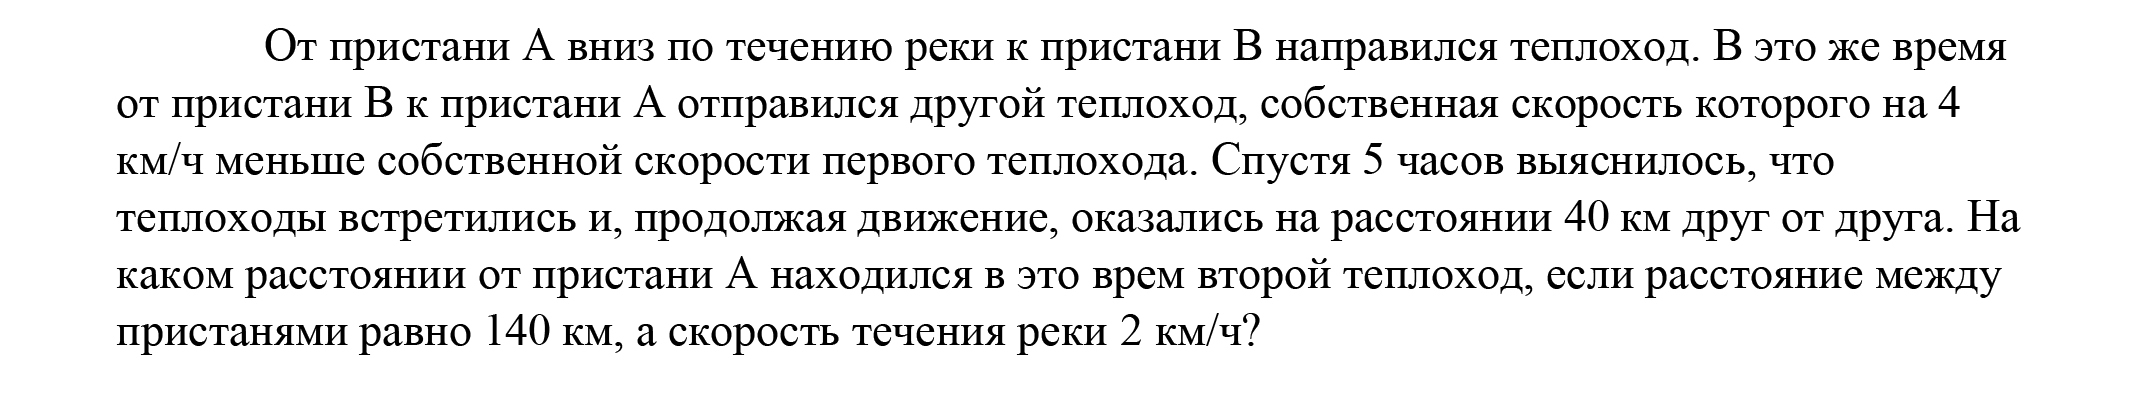 От пристани А вниз по течению реки к пристани В направился теплоход. В это же время
от пристани В к пристани А отправился другой теплоход, собственная скорость которого на 4
км/ч меньше собственной скорости первого теплохода. Спустя 5 часов выяснилось, что
теплоходы встретились и, продолжая движение, оказались на расстоянии 40 км друг от друга. На
каком расстоянии от пристани А находился в это врем второй теплоход, если расстояние между
пристанями равно 140 км, а скорость течения реки 2 км/ч?